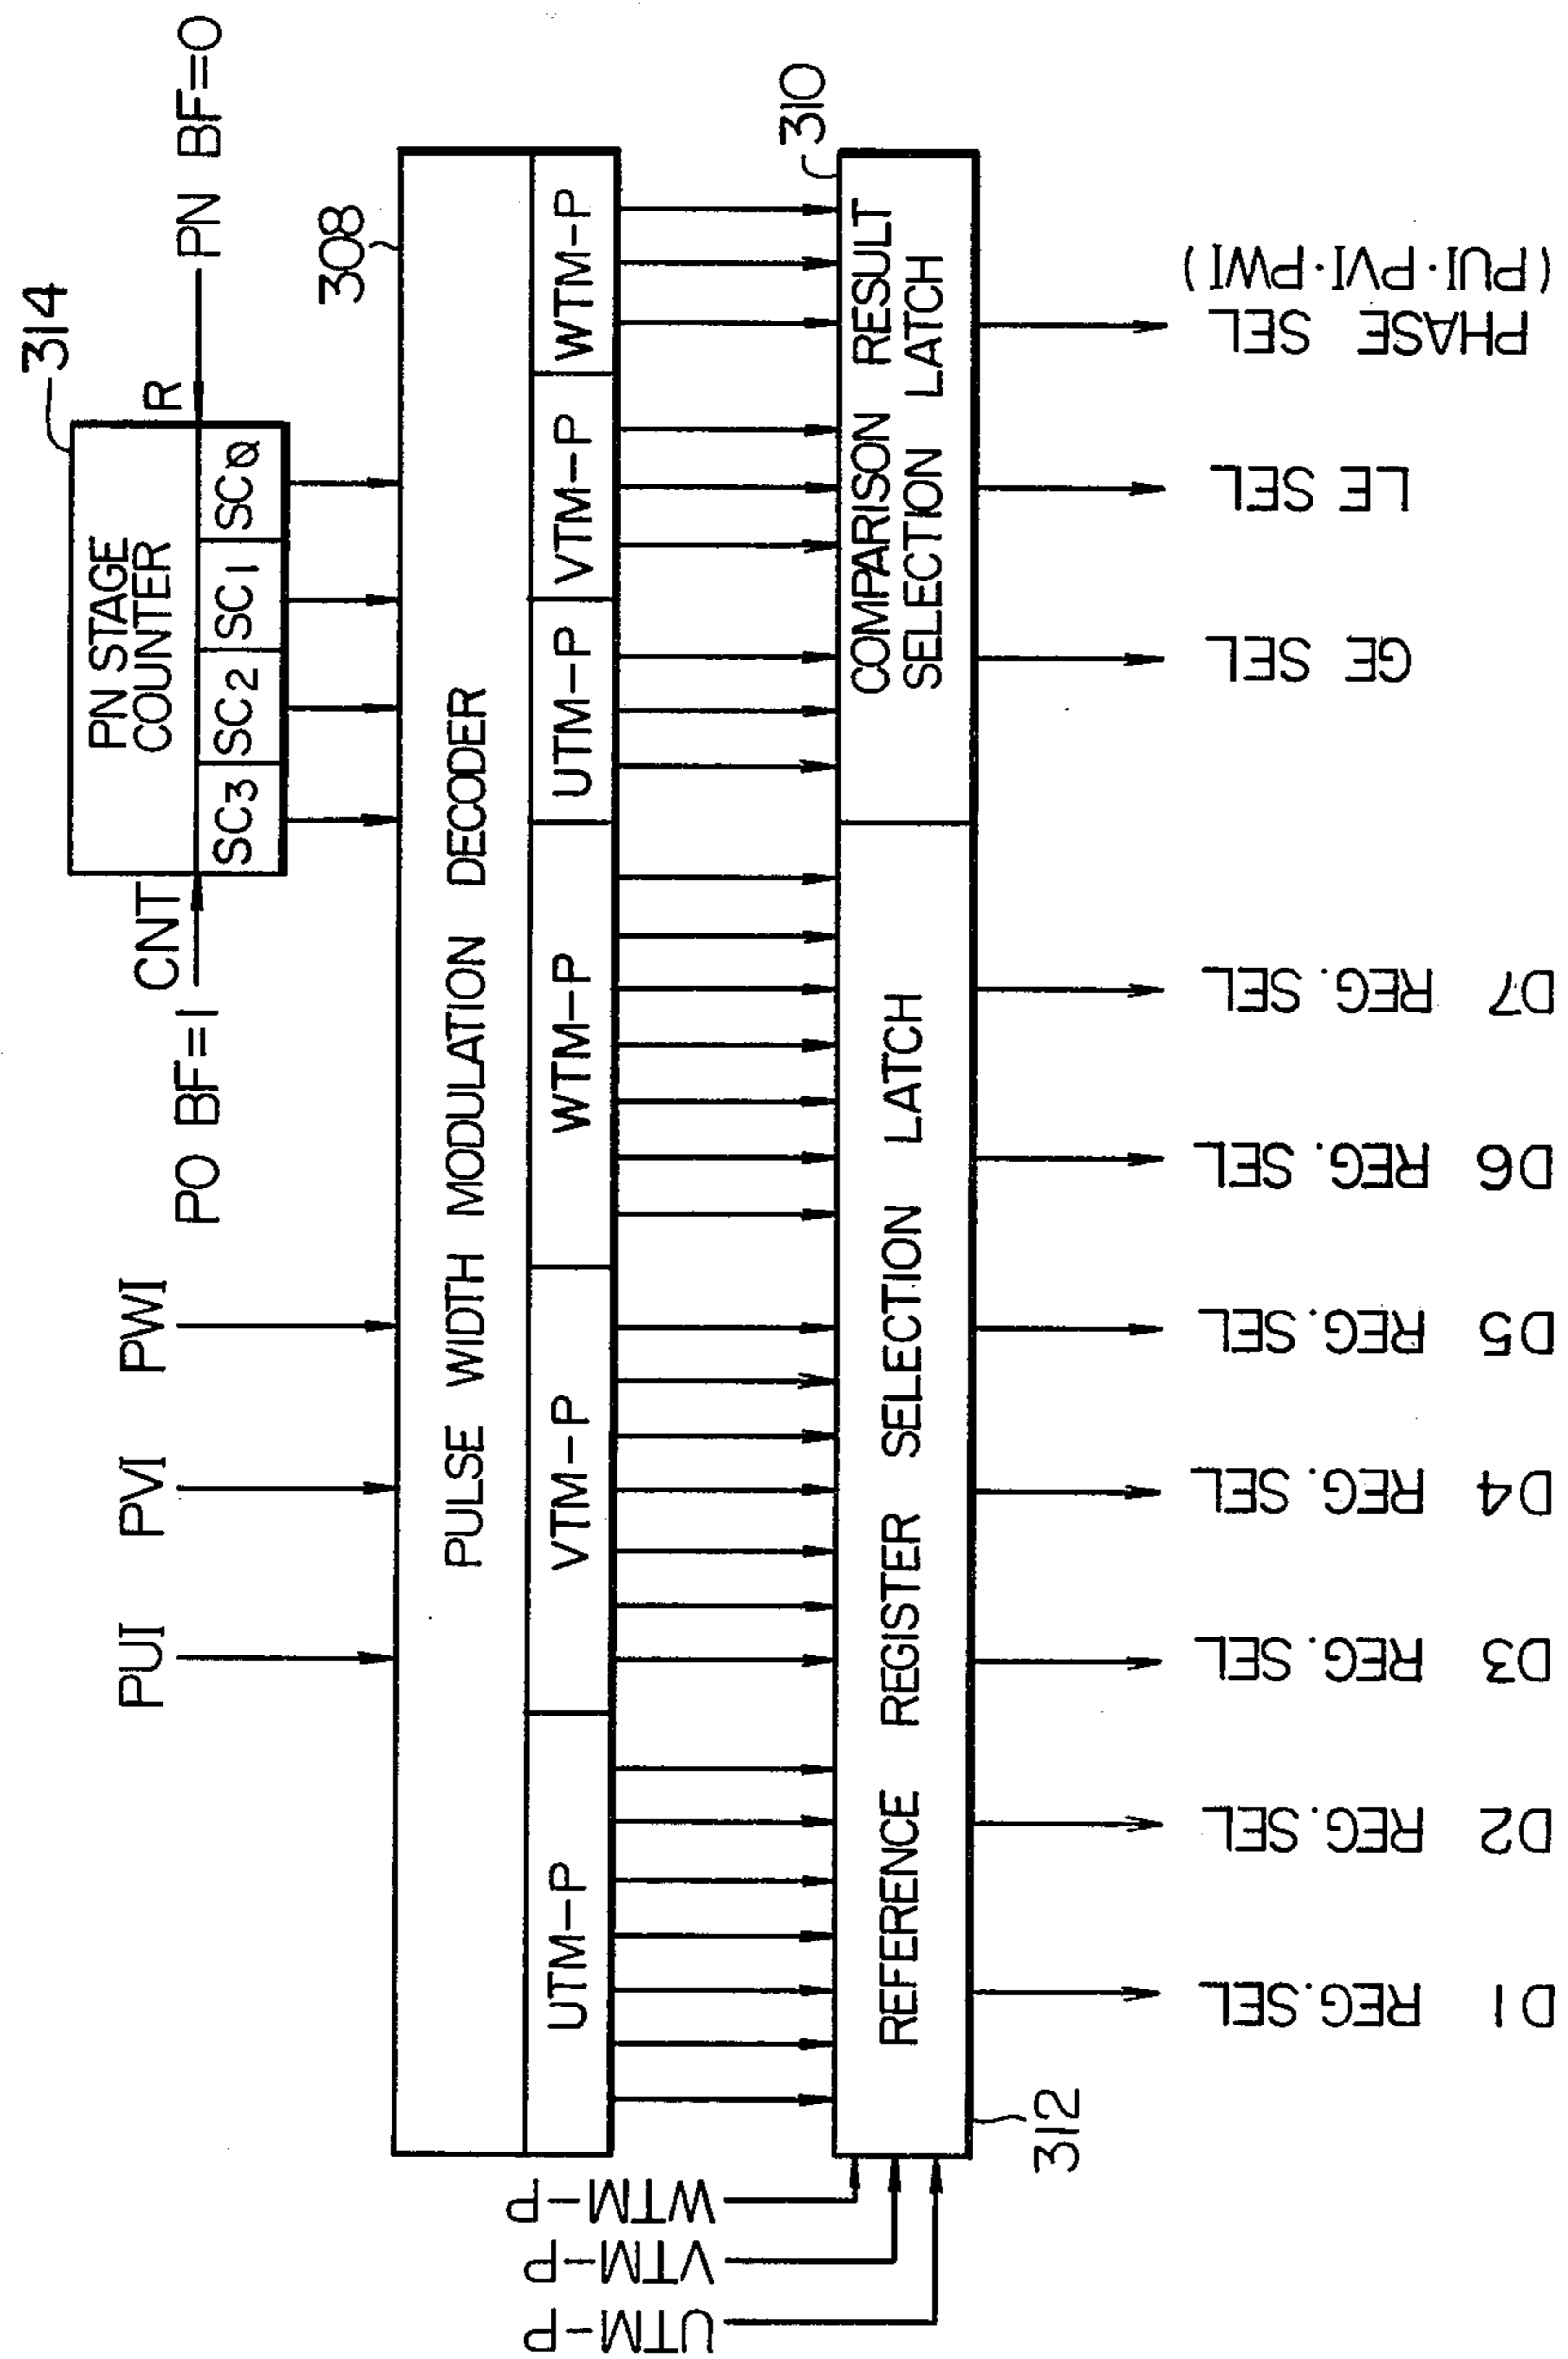 314
PN STAGE
COUNTER
CNT
R
PO BF=1
PN BF=0
SC3
SC2
SC1
SC0
PUI
PVI
PWI
308
PULSE WIDTH MODULATION DECODER
UTM-P
VTM-P
WTM-P
UTM-P
VTM-P
WTM-P
310
REFERENCE REGISTER SELECTION LATCH
COMPARISON RESULT
SELECTION LATCH
312
WTM-P
VTM-P
UTM-P
D1 REG.SEL
D2 REG.SEL
D3 REG.SEL
D4 REG.SEL
D5 REG.SEL
D6 REG.SEL
D7 REG.SEL
GE SEL
LE SEL
PHASE SEL
(PUI·PVI·PWI)